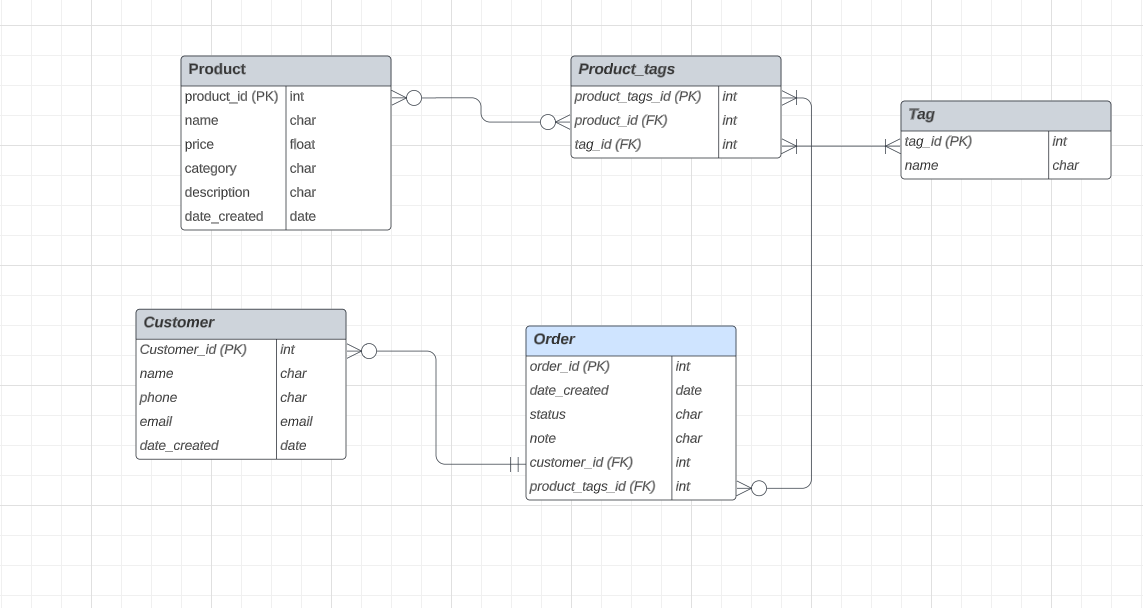 Product
product_id (PK) int
name char
price float
category char
description char
date_created date
Product_tags
product_tags_id (PK) int
product_id (FK) int
tag_id (FK) int
Tag
tag_id (PK) int
name char
Customer
Customer_id (PK) int
name char
phone char
email email
date_created date
Order
order_id (PK) int
date_created date
status char
note char
customer_id (FK) int
product_tags_id (FK) int